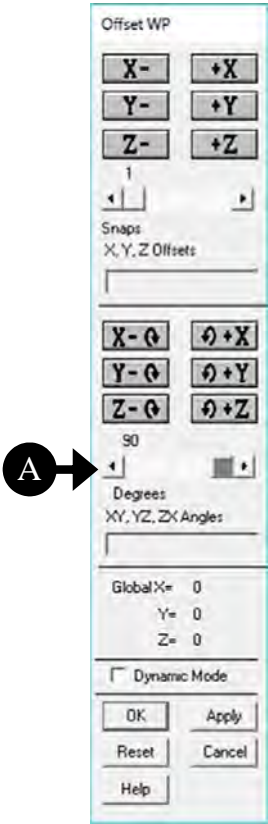 Offset WP
X- +X
Y- +Y
Z- +Z
1
Snaps
X, Y, Z Offsets
X- ↻ ↺ +X
Y- ↻ ↺ +Y
Z- ↻ ↺ +Z
90
A
Degrees
XY, YZ, ZX Angles
Global X= 0
Y= 0
Z= 0
Dynamic Mode
OK Apply
Reset Cancel
Help